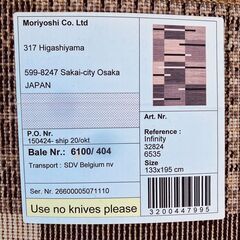 Moriyoshi Co. Ltd
317 Higashiyama
599-8247 Sakai-city Osaka
JAPAN
P.O. Nr.
150424- ship 20/okt
Bale Nr.: 6100/ 404
Transport : SDV Belgium nv
Ser. Nr. 26600005071110
Use no knives please
Art. Nr.
Reference :
Infinity
32824
6535
Size :
133x195 cm
3200447995